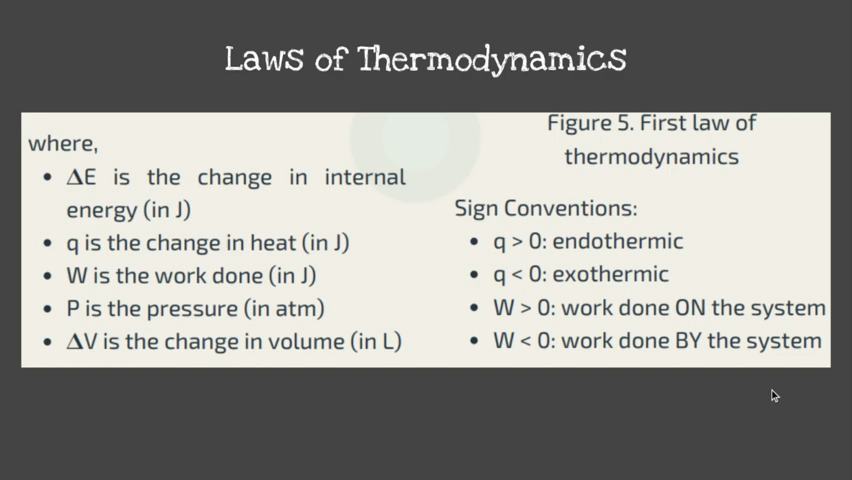 Laws of Thermodynamics
where,
• ΔE is the change in internal
energy (in J)
• q is the change in heat (in J)
• W is the work done (in J)
• P is the pressure (in atm)
• ΔV is the change in volume (in L)
Figure 5. First law of
thermodynamics
Sign Conventions:
• q > 0: endothermic
• q < 0: exothermic
• W > 0: work done ON the system
• W < 0: work done BY the system